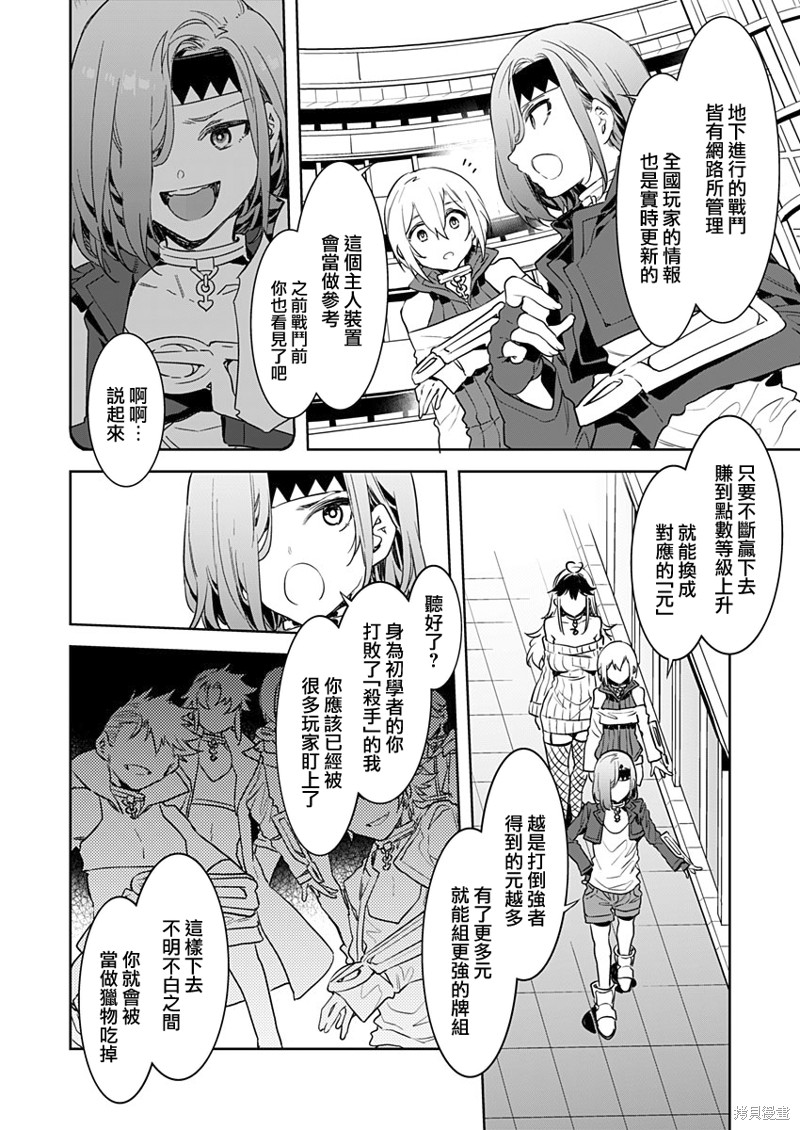 地下進行的戰鬥
皆有網路所管理
全國玩家的情報
也是實時更新的
這個主人裝置
會當做參考
之前戰鬥前
你也看見了吧
啊啊…
説起來
只要不斷贏下去
賺到點數等級上升
就能換成
對應的「元」
越是打倒強者
得到的元越多
有了更多元
就能組更強的牌組
聽好了?
身為初學者的你
打敗了「殺手」的我
你應該已經被
很多玩家盯上了
這樣下去
不明不白之間
你就會被
當做獵物吃掉
拷貝漫畫